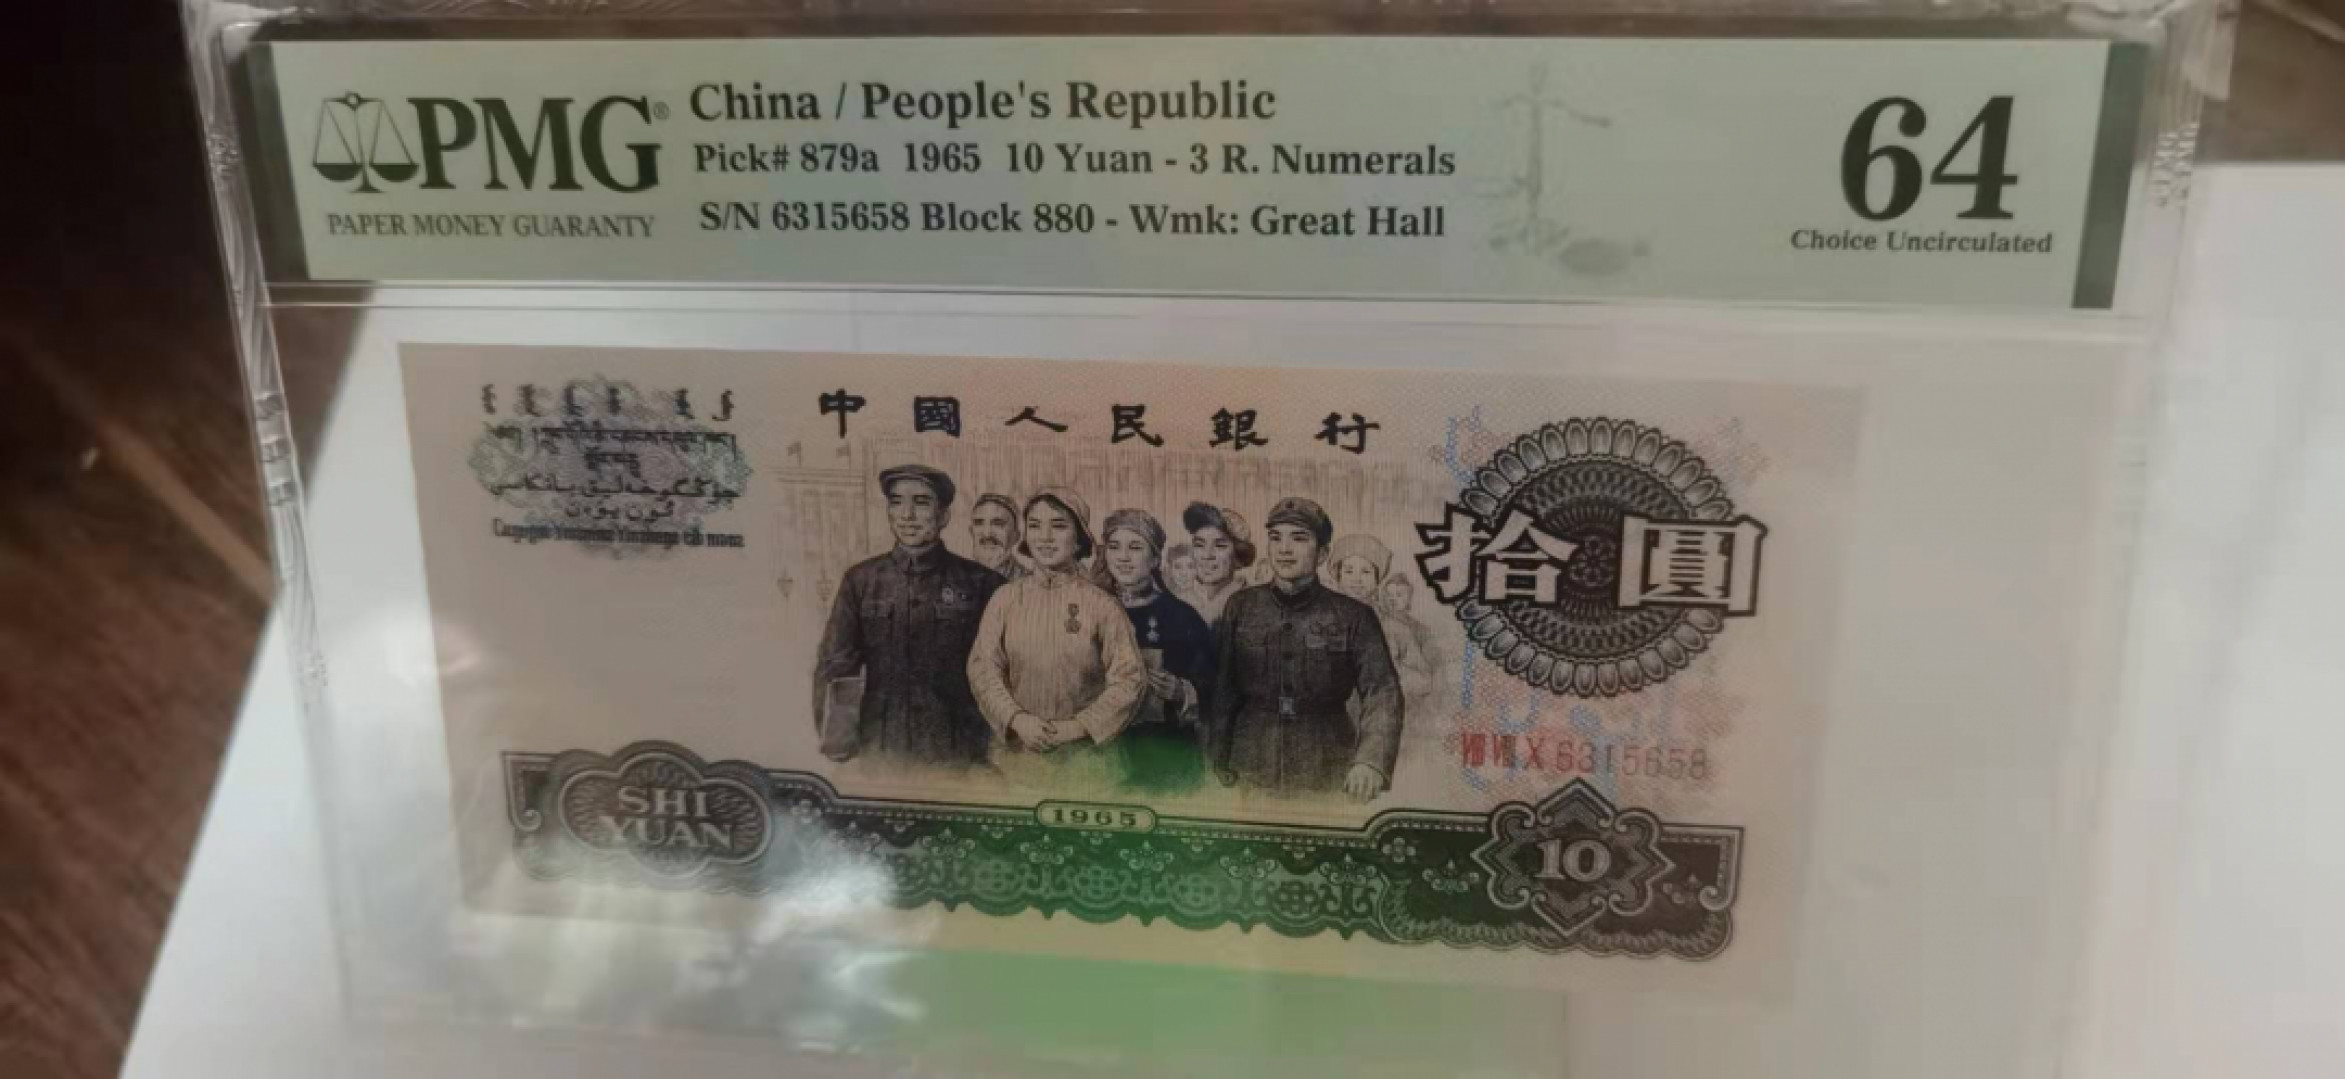 PMG®
PAPER MONEY GUARANTY
China / People's Republic
Pick# 879a 1965 10 Yuan - 3 R. Numerals
S/N 6315658 Block 880 - Wmk: Great Hall
64
Choice Uncirculated
中國人民銀行
拾圓
ⅧⅦX 6315658
SHI
YUAN
1965
10